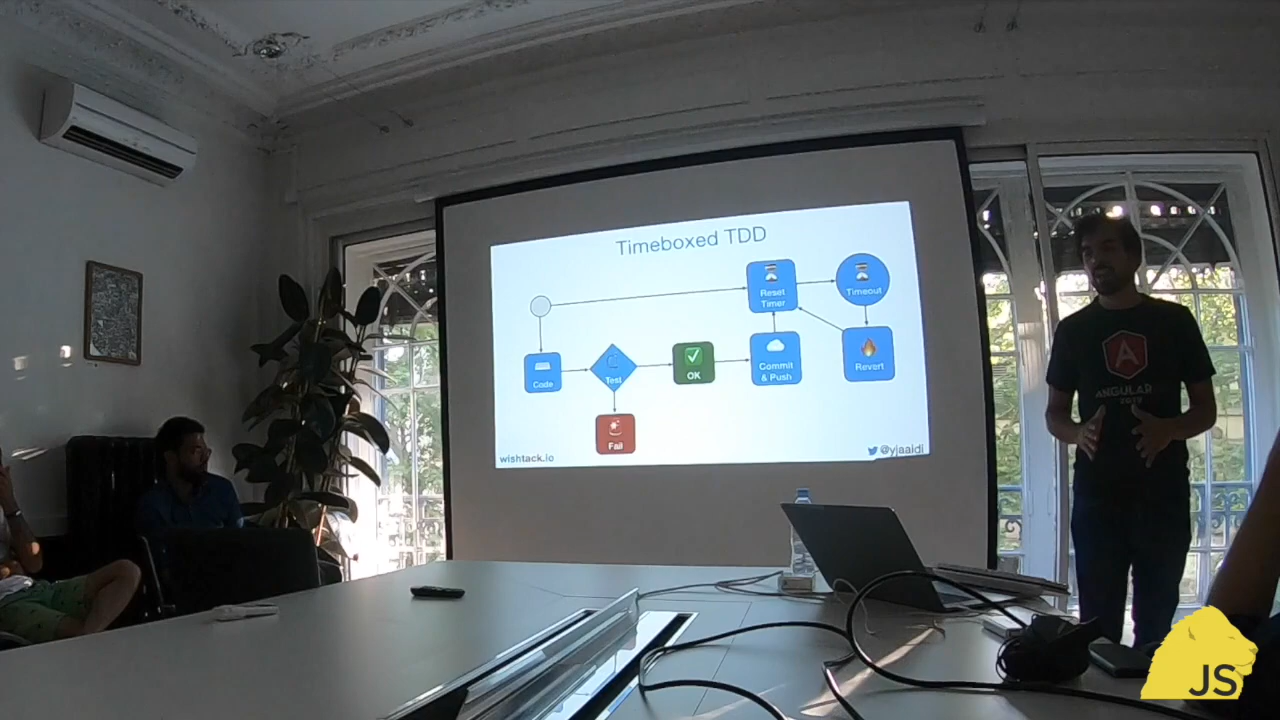 Timeboxed TDD
Reset
Timer
Timeout
Code
Test
OK
Commit
& Push
Revert
Fail
wishtack.io
@yjaaidi
ANGULAR
JS